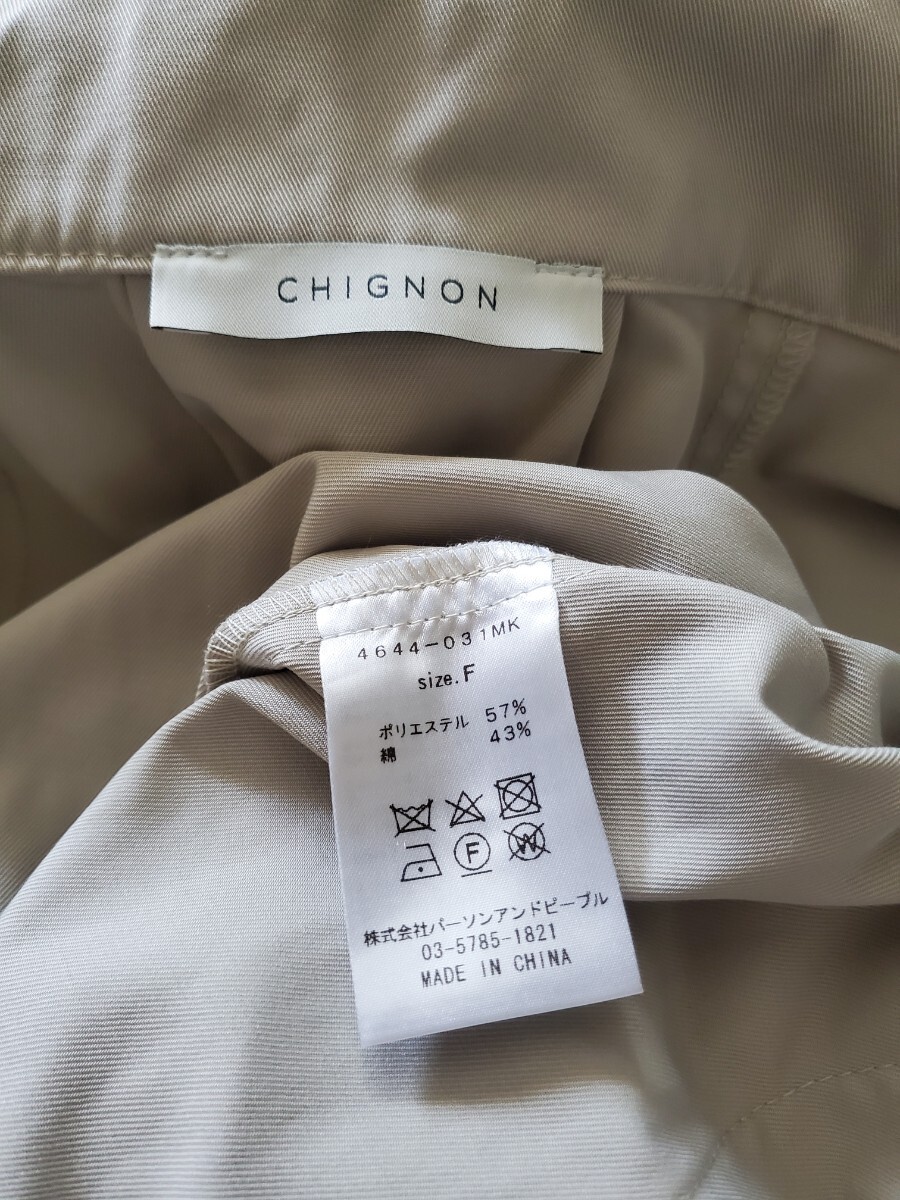 CHIGNON
4644-031MK
size.F
ポリエステル 57%
綿 43%
F W
株式会社パーソンアンドピープル
03-5785-1821
MADE IN CHINA